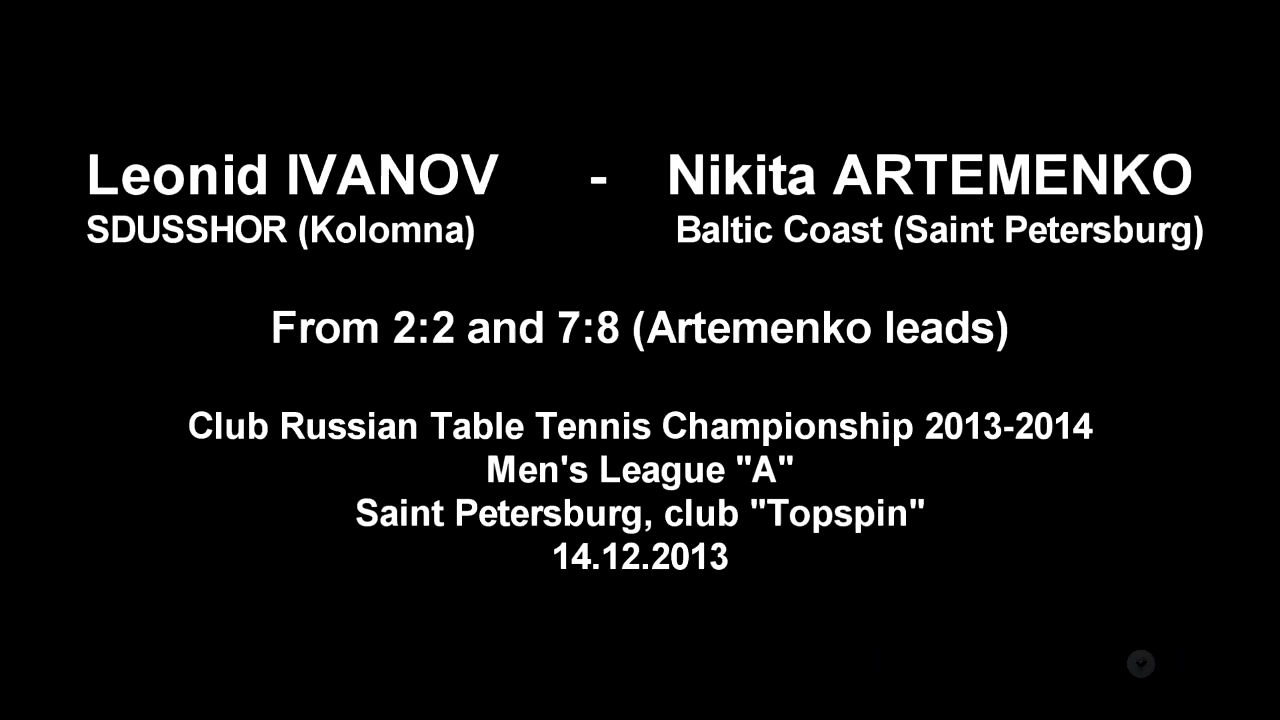 Leonid IVANOV - Nikita ARTEMENKO
SDUSSHOR (Kolomna) Baltic Coast (Saint Petersburg)
From 2:2 and 7:8 (Artemenko leads)
Club Russian Table Tennis Championship 2013-2014
Men's League "A"
Saint Petersburg, club "Topspin"
14.12.2013